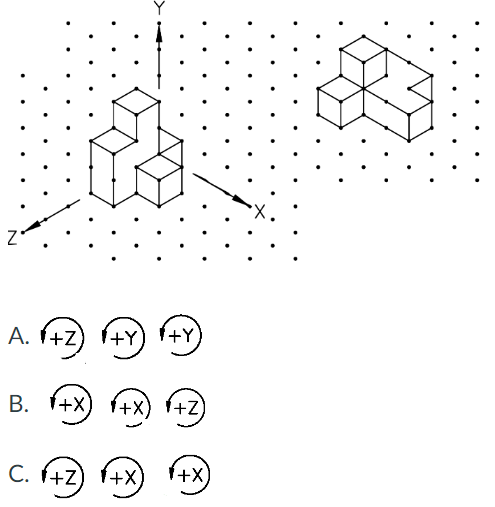 Y
X
Z
A. +Z +Y +Y
B. +X +X +Z
C. +Z +X +X